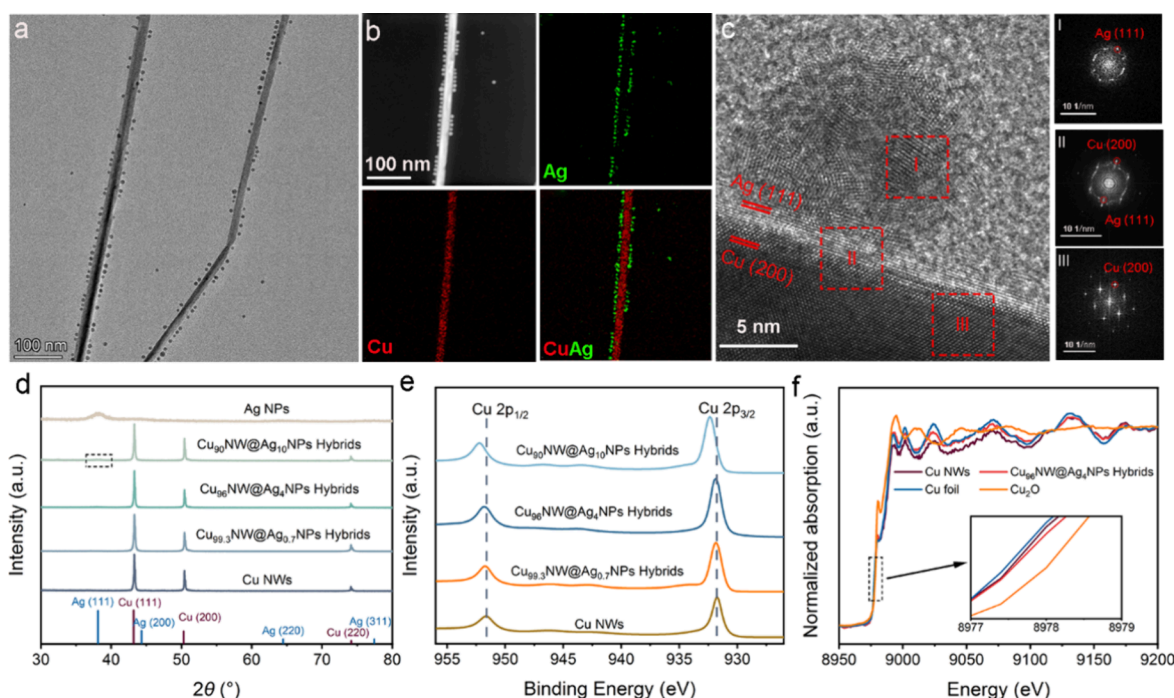 a
100 nm
b
100 nm
Ag
Cu
CuAg
c
Ag (111)
Cu (200)
I
II
III
5 nm
I
Ag (111)
10 1/nm
II
Cu (200)
Ag (111)
10 1/nm
III
Cu (200)
10 1/nm
d
Intensity (a.u.)
Ag NPs
Cu₉₀NW@Ag₁₀NPs Hybrids
Cu₉₆NW@Ag₄NPs Hybrids
Cu₉₉.₃NW@Ag₀.₇NPs Hybrids
Cu NWs
Ag (111)
Cu (111)
Ag (200)
Cu (200)
Ag (220)
Cu (220)
Ag (311)
30 40 50 60 70 80
2θ (°)
e
Intensity (a.u.)
Cu 2p₁/₂
Cu 2p₃/₂
Cu₉₀NW@Ag₁₀NPs Hybrids
Cu₉₆NW@Ag₄NPs Hybrids
Cu₉₉.₃NW@Ag₀.₇NPs Hybrids
Cu NWs
955 950 945 940 935 930
Binding Energy (eV)
f
Normalized absorption (a.u.)
Cu NWs
Cu₉₆NW@Ag₄NPs Hybrids
Cu foil
Cu₂O
8977 8978 8979
8950 9000 9050 9100 9150 9200
Energy (eV)